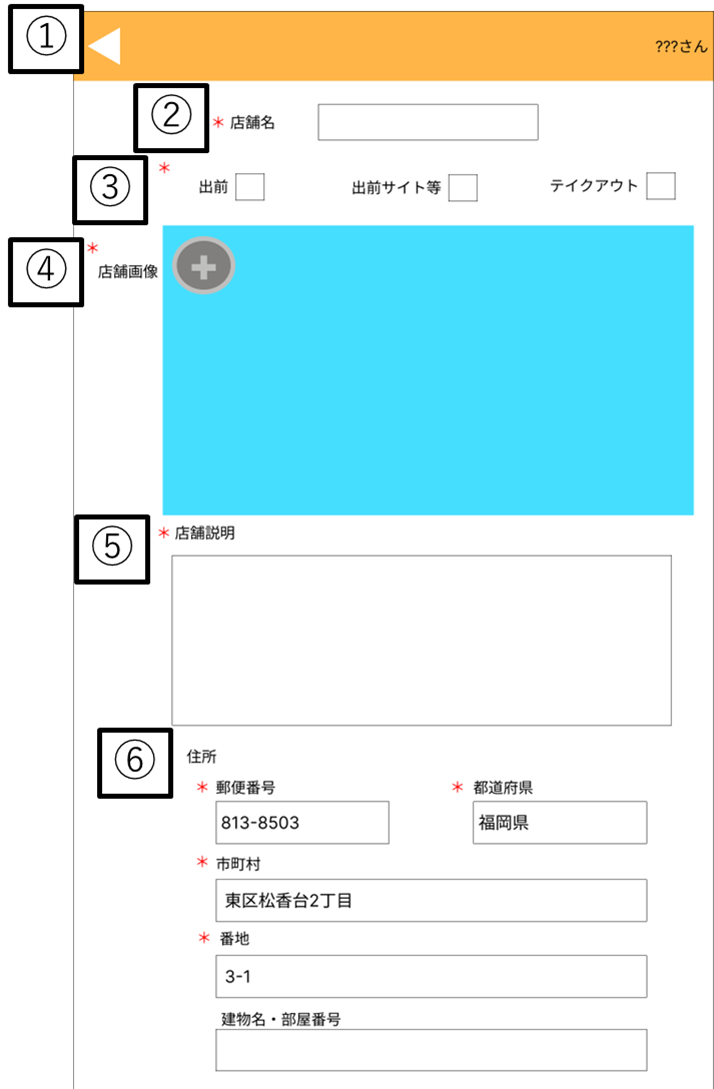 ①
???さん
② * 店舗名
③ * 出前 出前サイト等 テイクアウト
④ * 店舗画像
⑤ * 店舗説明
⑥ 住所
* 郵便番号 * 都道府県
813-8503 福岡県
* 市町村
東区松香台2丁目
* 番地
3-1
建物名・部屋番号